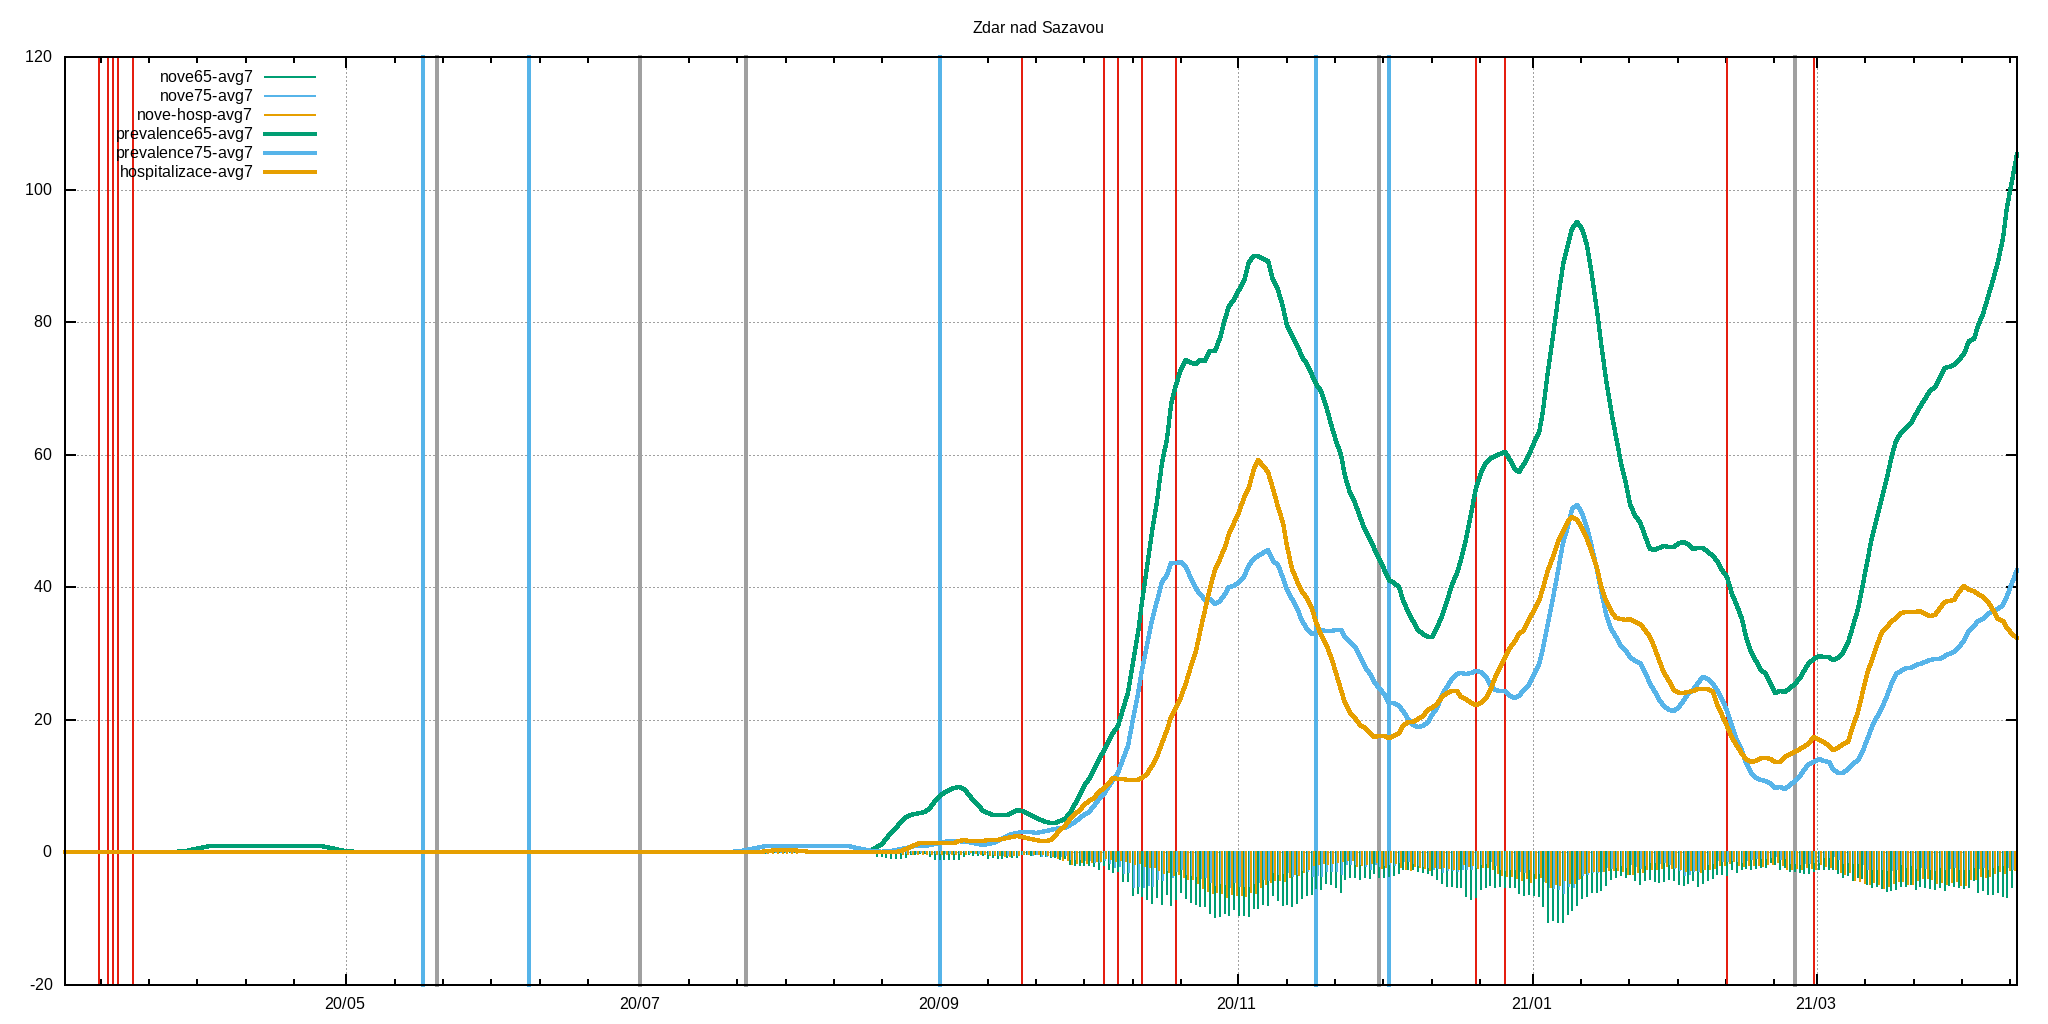 Zdar nad Sazavou
120
100
80
60
40
20
0
-20
nove65-avg7
nove75-avg7
nove-hosp-avg7
prevalence65-avg7
prevalence75-avg7
hospitalizace-avg7
20/05 20/07 20/09 20/11 21/01 21/03